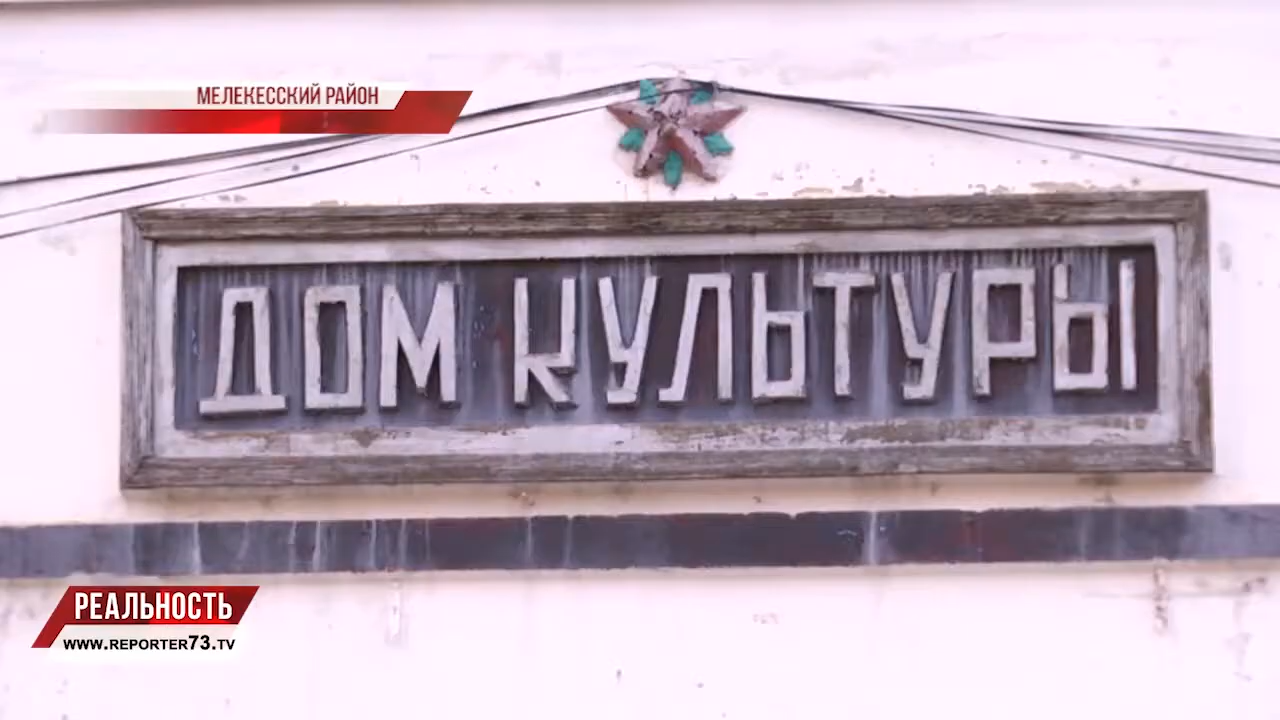 МЕЛЕКЕССКИЙ РАЙОН
ДОМ КУЛЬТУРЫ
РЕАЛЬНОСТЬ
WWW.REPORTER73.TV